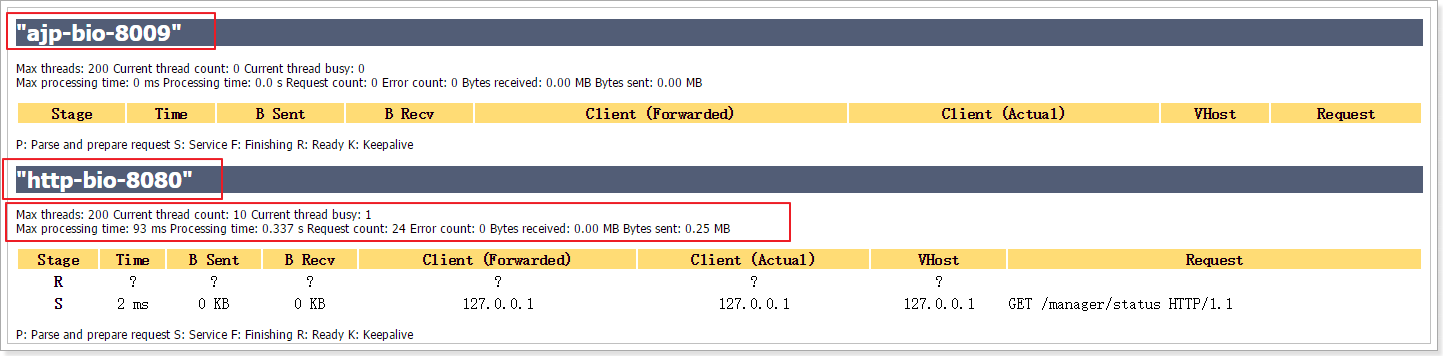 "ajp-bio-8009"
Max threads: 200 Current thread count: 0 Current thread busy: 0
Max processing time: 0 ms Processing time: 0.0 s Request count: 0 Error count: 0 Bytes received: 0.00 MB Bytes sent: 0.00 MB
Stage Time B Sent B Recv Client (Forwarded) Client (Actual) VHost Request
P: Parse and prepare request S: Service F: Finishing R: Ready K: Keepalive
"http-bio-8080"
Max threads: 200 Current thread count: 10 Current thread busy: 1
Max processing time: 93 ms Processing time: 0.337 s Request count: 24 Error count: 0 Bytes received: 0.00 MB Bytes sent: 0.25 MB
Stage Time B Sent B Recv Client (Forwarded) Client (Actual) VHost Request
R ? ? ? ? ? ?
S 2 ms 0 KB 0 KB 127.0.0.1 127.0.0.1 127.0.0.1 GET /manager/status HTTP/1.1
P: Parse and prepare request S: Service F: Finishing R: Ready K: Keepalive